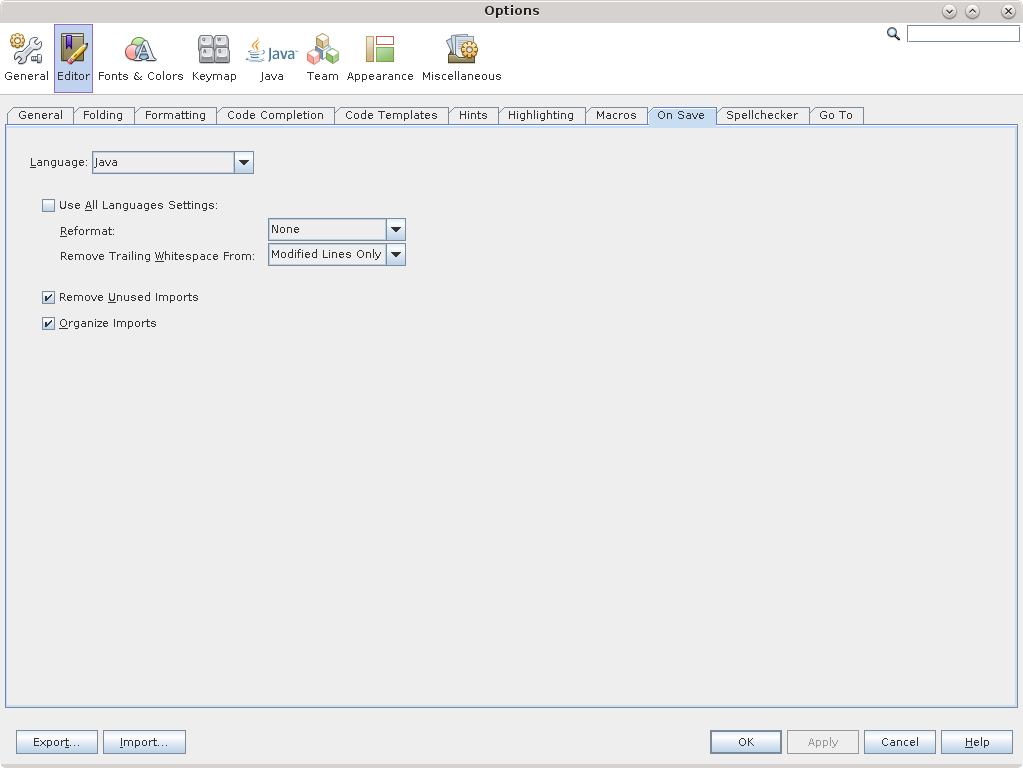 Options
General Editor Fonts & Colors Keymap Java Team Appearance Miscellaneous
General Folding Formatting Code Completion Code Templates Hints Highlighting Macros On Save Spellchecker Go To
Language: Java
Use All Languages Settings:
Reformat: None
Remove Trailing Whitespace From: Modified Lines Only
Remove Unused Imports
Organize Imports
Export... Import... OK Apply Cancel Help